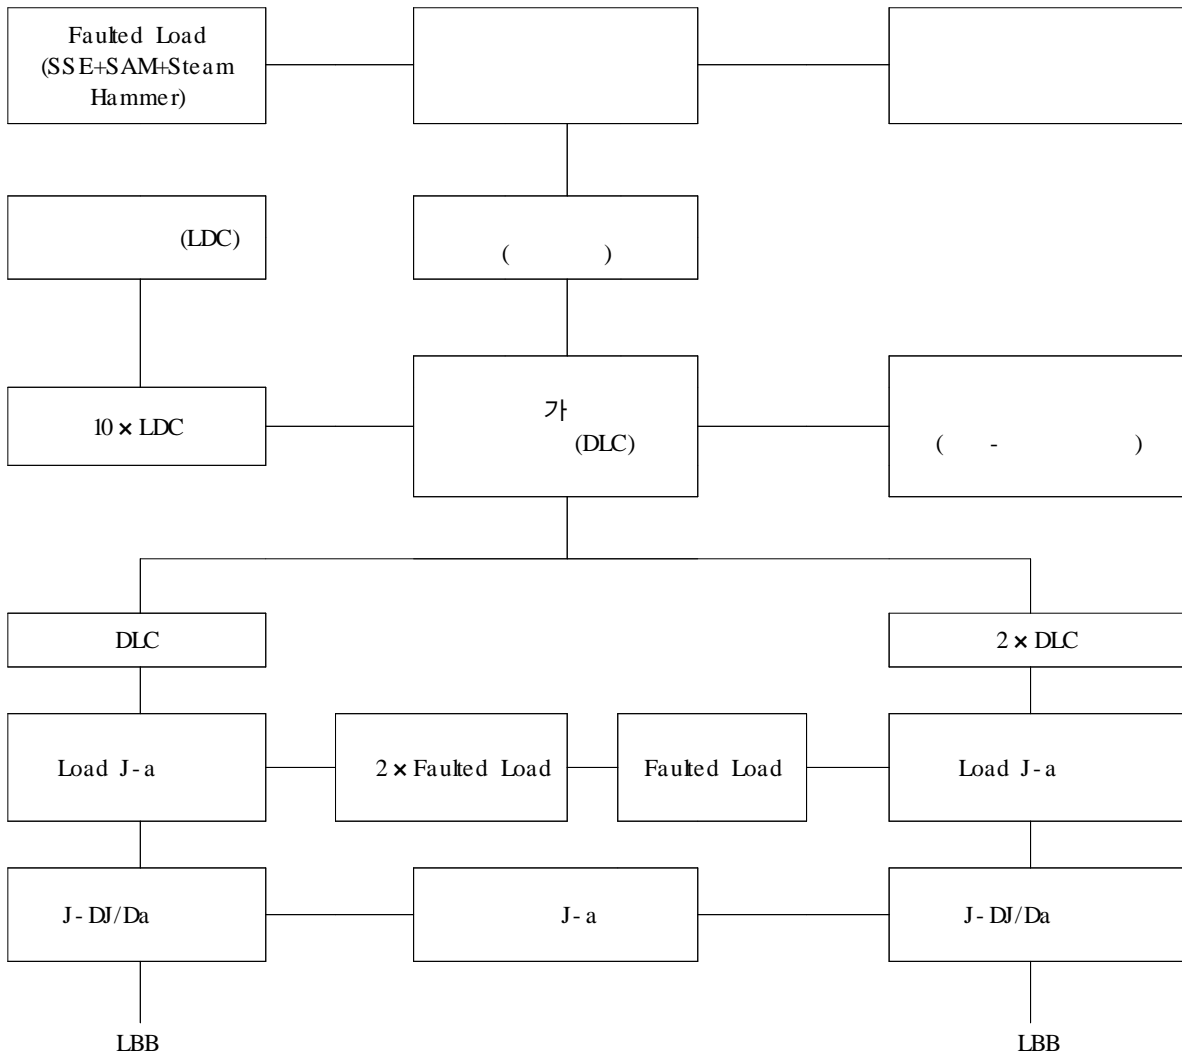 Faulted Load
(SSE+SAM+Steam
Hammer)
(LDC)
( )
10 × LDC
가
(DLC)
( - )
DLC
2 × DLC
Load J-a
2 × Faulted Load
Faulted Load
Load J-a
J-DJ/Da
J-a
J-DJ/Da
LBB
LBB